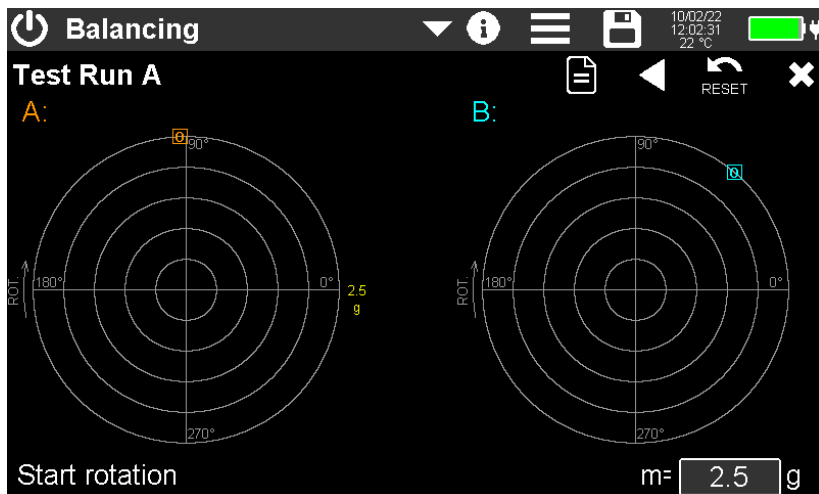 Balancing
10/02/22
12:02:31
22 °C
Test Run A
RESET
A:
B:
0
90°
0
90°
ROT.
180°
0°
2.5
g
ROT.
180°
0°
270°
270°
Start rotation
m= 2.5 g